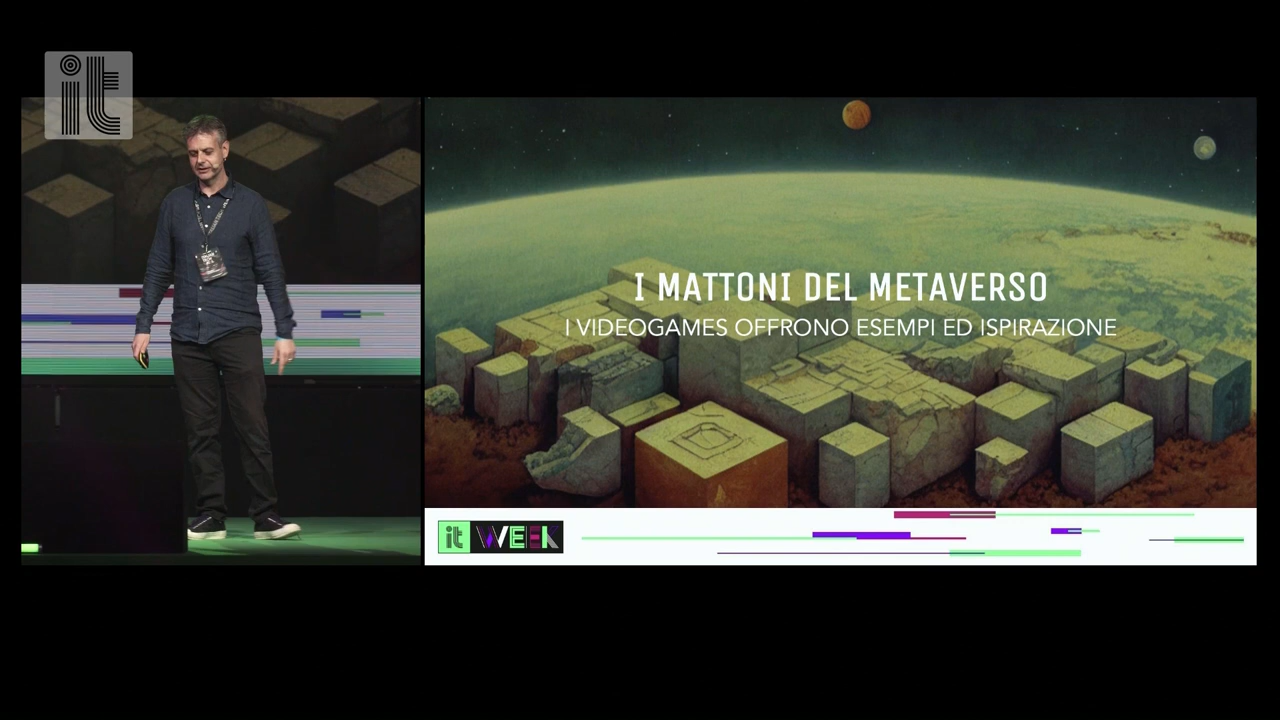 it
I MATTONI DEL METAVERSO
I VIDEOGAMES OFFRONO ESEMPI ED ISPIRAZIONE
it WEEK